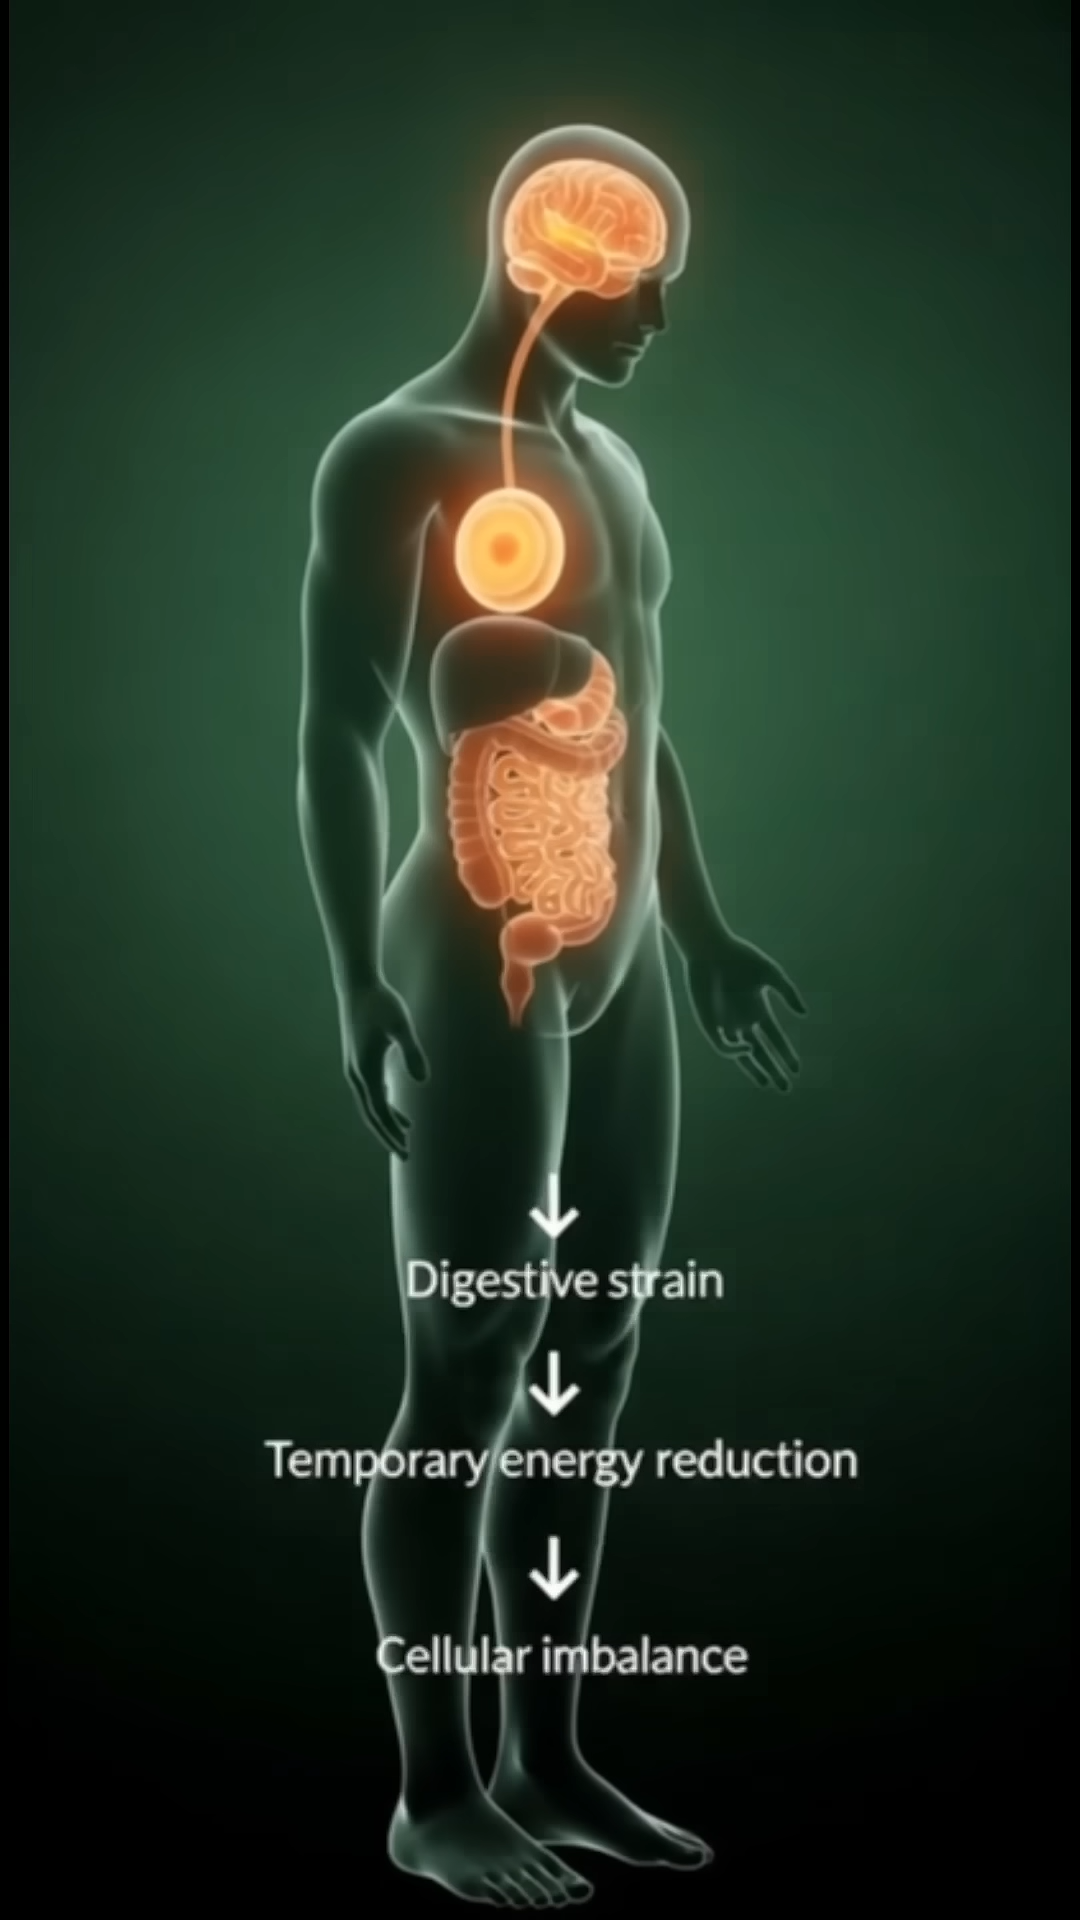 ↓
Digestive strain
↓
Temporary energy reduction
↓
Cellular imbalance